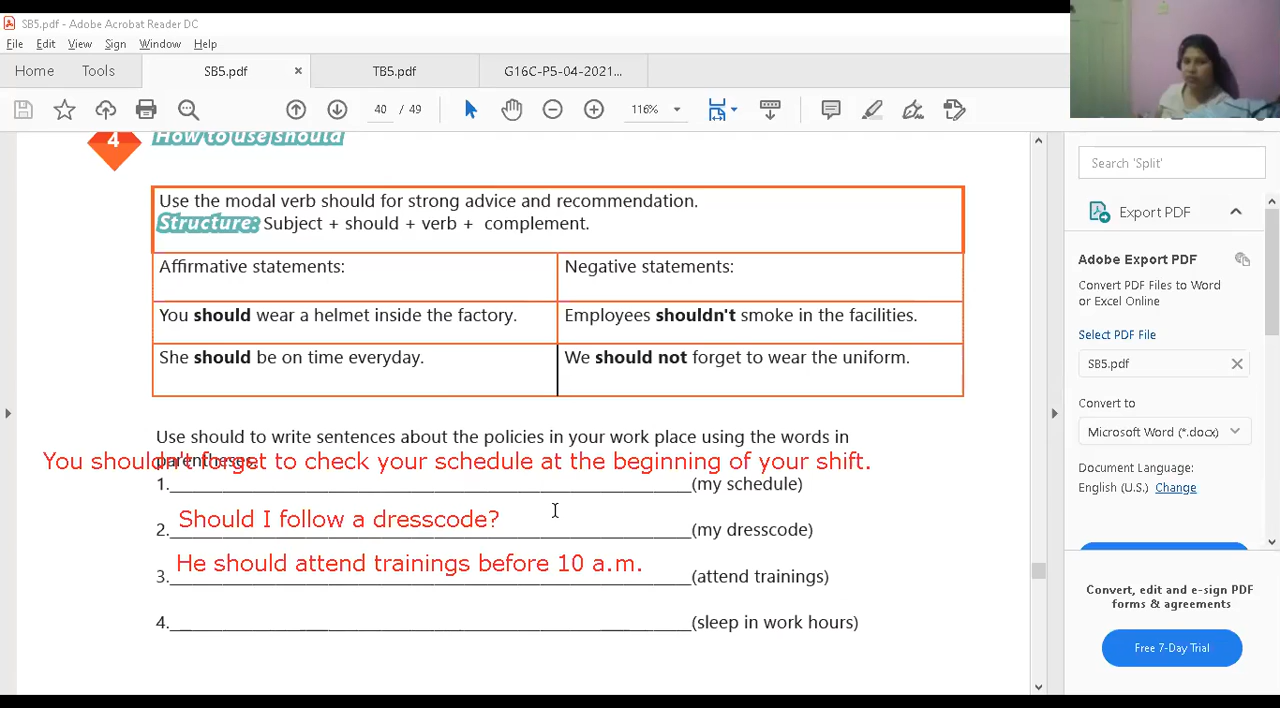 SB5.pdf - Adobe Acrobat Reader DC
File Edit View Sign Window Help
Home Tools SB5.pdf × TB5.pdf G16C-P5-04-2021...
40 / 49 116%
4 How to use should
Use the modal verb should for strong advice and recommendation.
Structure: Subject + should + verb + complement.
Affirmative statements: Negative statements:
You should wear a helmet inside the factory. Employees shouldn't smoke in the facilities.
She should be on time everyday. We should not forget to wear the uniform.
Use should to write sentences about the policies in your work place using the words in
parentheses.
You shouldn't forget to check your schedule at the beginning of your shift.
1. (my schedule)
Should I follow a dresscode?
2. (my dresscode)
He should attend trainings before 10 a.m.
3. (attend trainings)
4. (sleep in work hours)
Search 'Split'
Export PDF
Adobe Export PDF
Convert PDF Files to Word
or Excel Online
Select PDF File
SB5.pdf
Convert to
Microsoft Word (*.docx)
Document Language:
English (U.S.) Change
Convert, edit and e-sign PDF
forms & agreements
Free 7-Day Trial